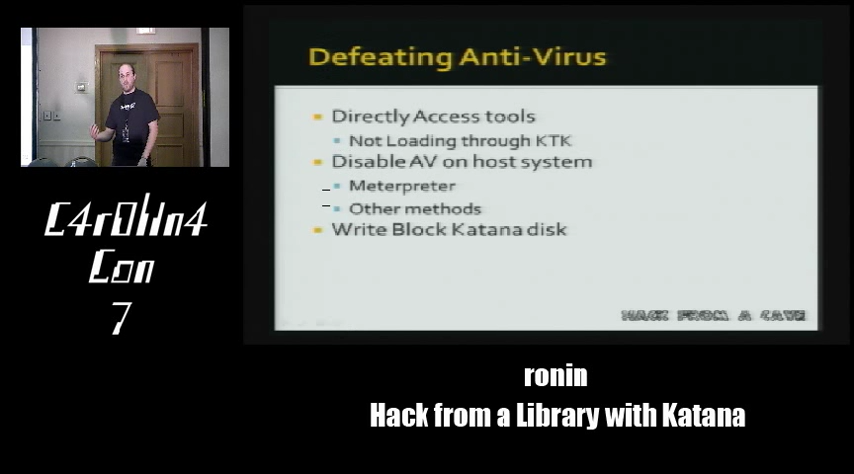 Defeating Anti-Virus
Directly Access tools
Not Loading through KTK
Disable AV on host system
Meterpreter
Other methods
Write Block Katana disk
HACK FROM A CAVE
C4r0l1n4
Con
7
ronin
Hack from a Library with Katana